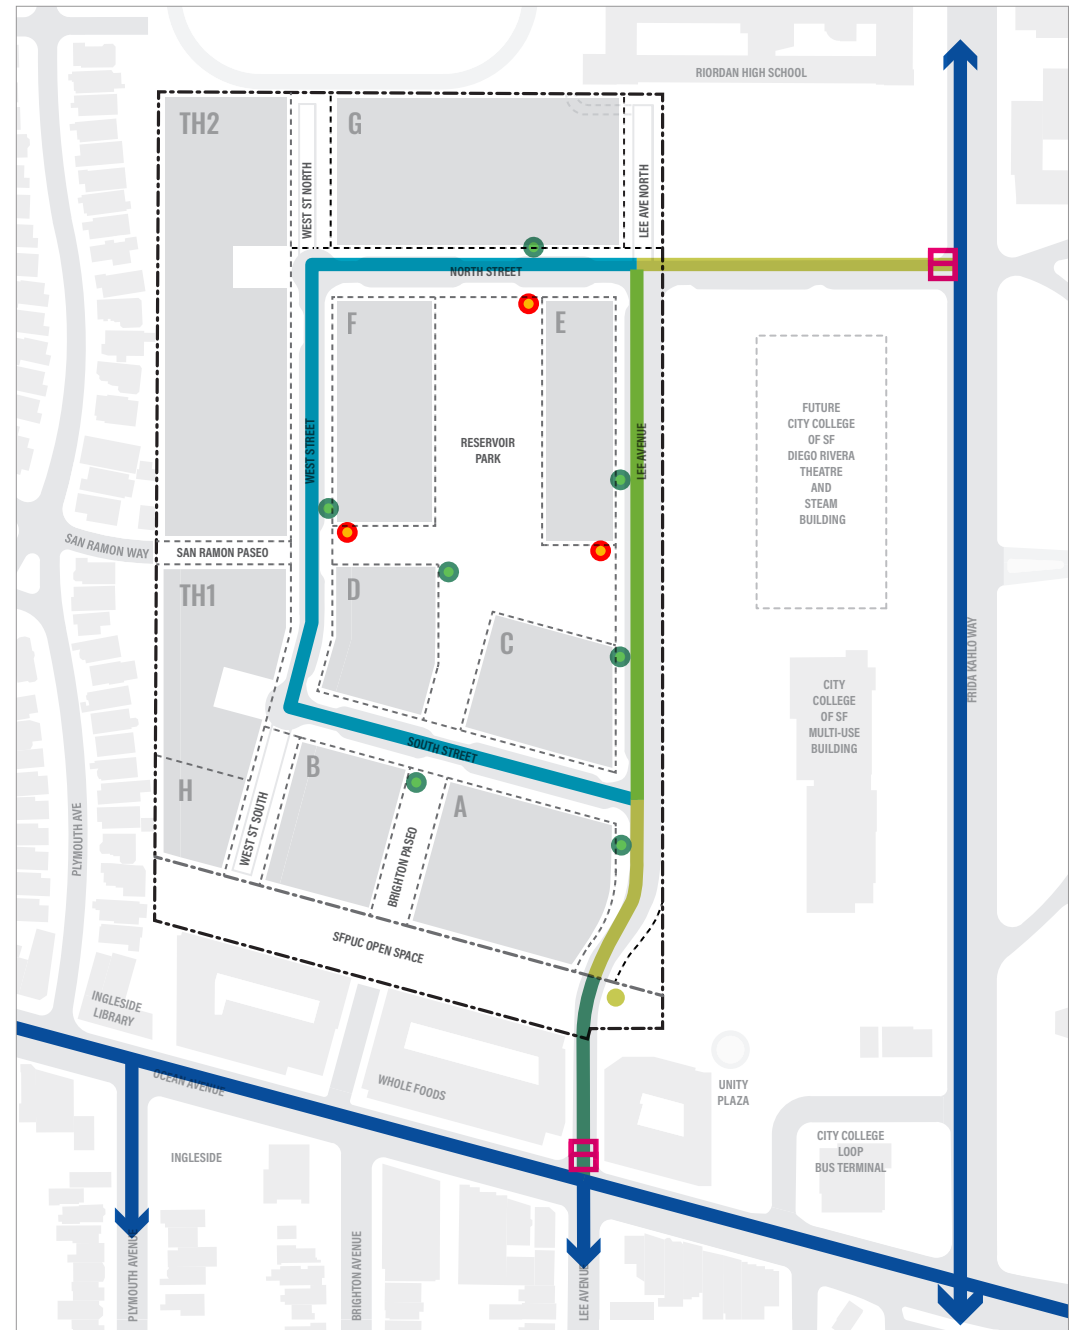 RIORDAN HIGH SCHOOL
TH2
G
WEST ST NORTH
LEE AVE NORTH
NORTH STREET
F
E
RESERVOIR
PARK
WEST STREET
LEE AVENUE
FUTURE
CITY COLLEGE
OF SF
DIEGO RIVERA
THEATRE
AND
STEAM
BUILDING
SAN RAMON WAY
SAN RAMON PASEO
TH1
D
C
FRIDA KAHLO WAY
CITY
COLLEGE
OF SF
MULTI-USE
BUILDING
SOUTH STREET
B
H
A
PLYMOUTH AVE
WEST ST SOUTH
BRIGHTON PASEO
SFPUC OPEN SPACE
INGLESIDE
LIBRARY
OCEAN AVENUE
WHOLE FOODS
UNITY
PLAZA
INGLESIDE
CITY COLLEGE
LOOP
BUS TERMINAL
PLYMOUTH AVENUE
BRIGHTON AVENUE
LEE AVENUE